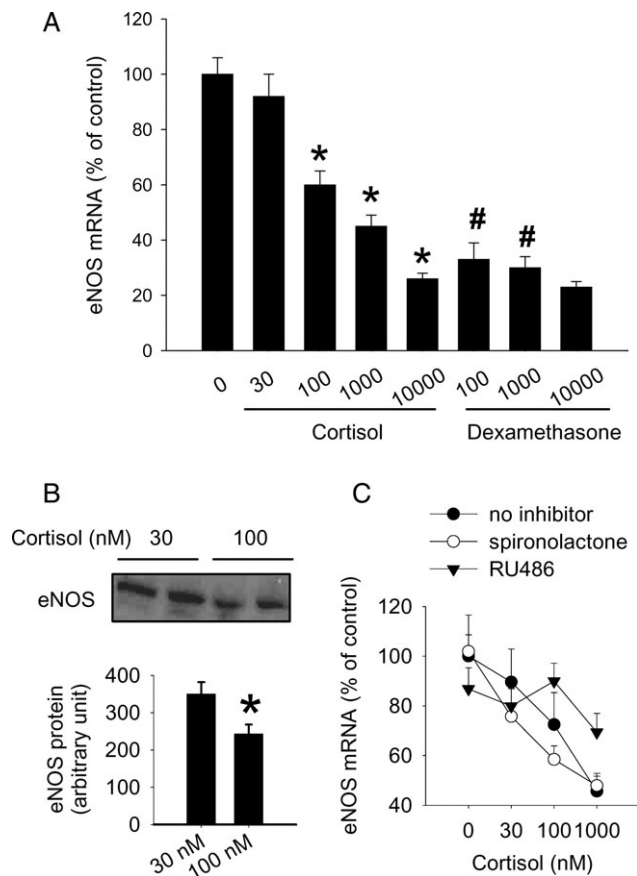 A
eNOS mRNA (% of control)
120
100
80
60
40
20
0
* * * # #
0 30 100 1000 10000 100 1000 10000
Cortisol Dexamethasone
B
Cortisol (nM) 30 100
eNOS
eNOS protein
(arbitrary unit)
400
300
200
100
0
*
30 nM 100 nM
C
no inhibitor
spironolactone
RU486
eNOS mRNA (% of control)
120
100
80
60
40
0 30 100 1000
Cortisol (nM)